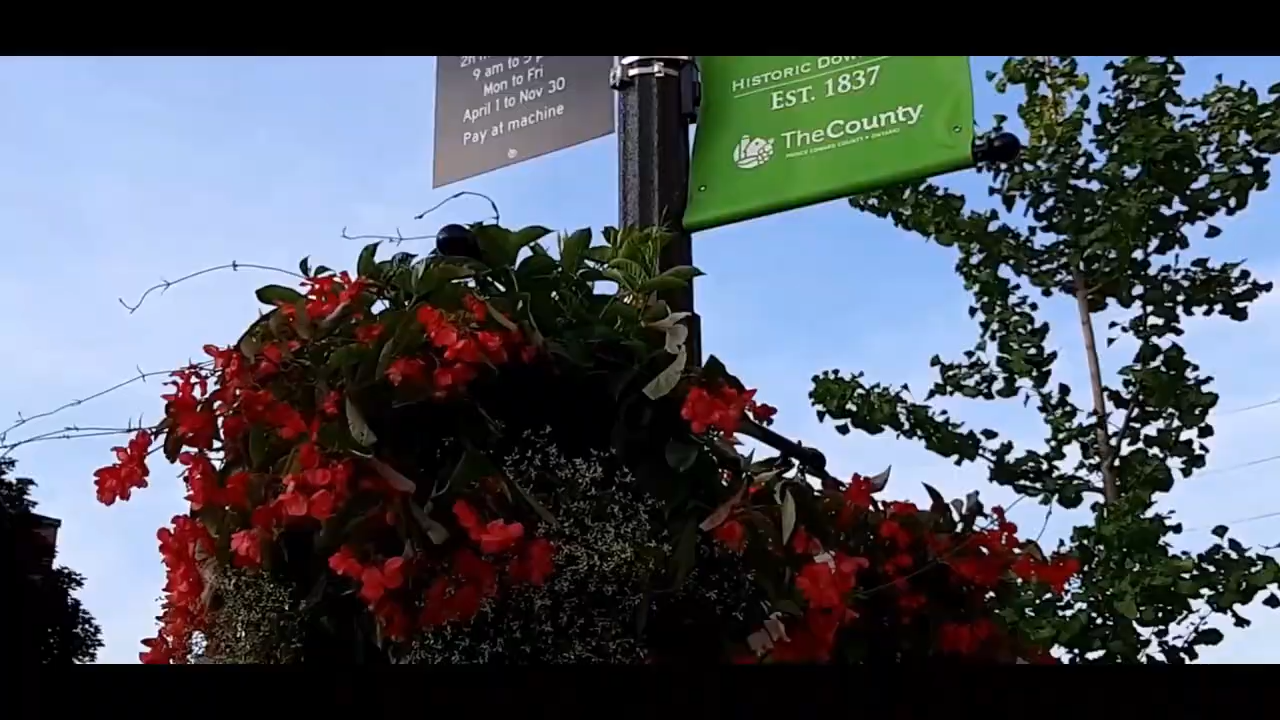 9 am to 5
Mon to Fri
April 1 to Nov 30
Pay at machine
HISTORIC
EST. 1837
TheCounty
PRINCE EDWARD COUNTY • ONTARIO